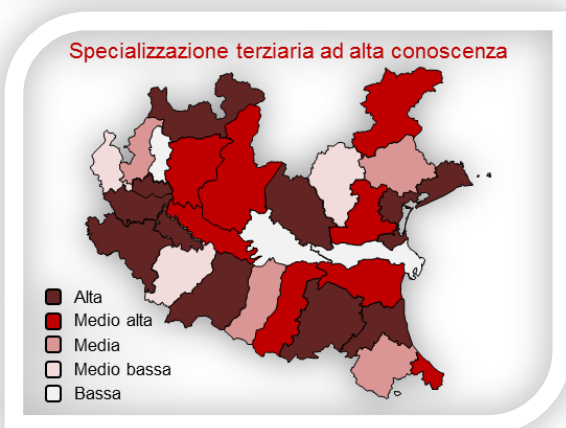 Specializzazione terziaria ad alta conoscenza
Alta
Medio alta
Media
Medio bassa
Bassa